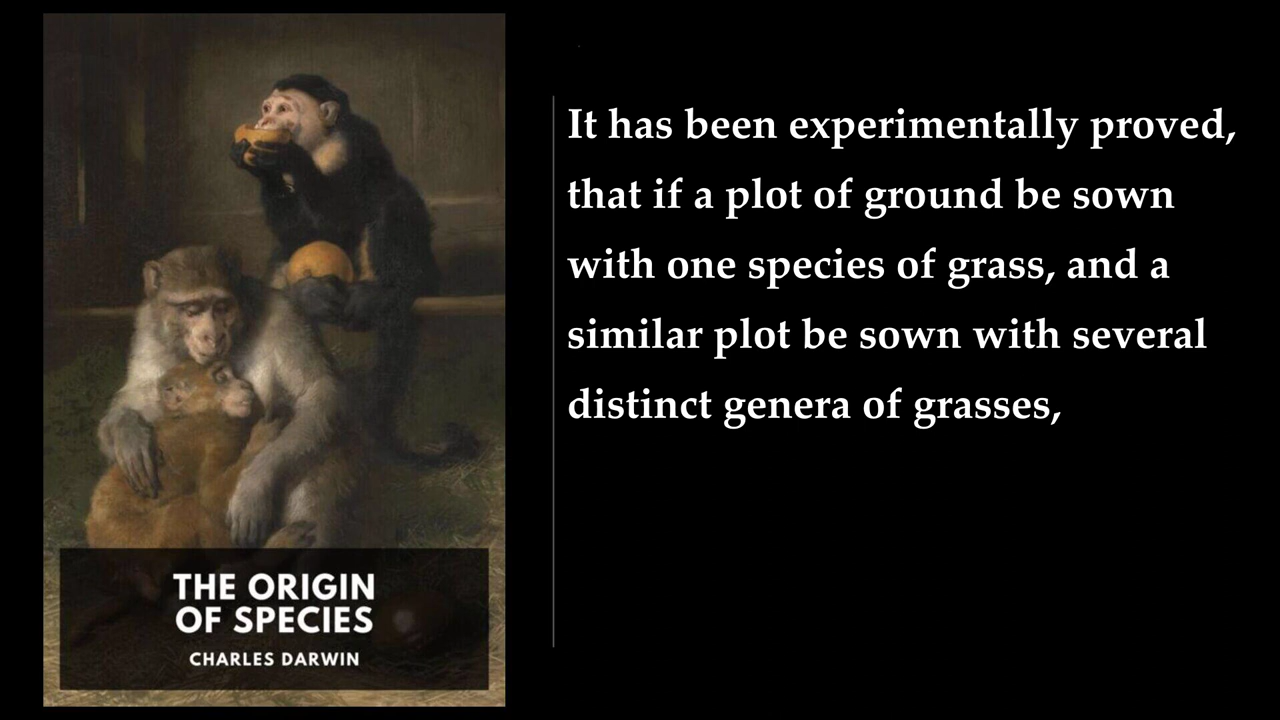 It has been experimentally proved,
that if a plot of ground be sown
with one species of grass, and a
similar plot be sown with several
distinct genera of grasses,
THE ORIGIN
OF SPECIES
CHARLES DARWIN